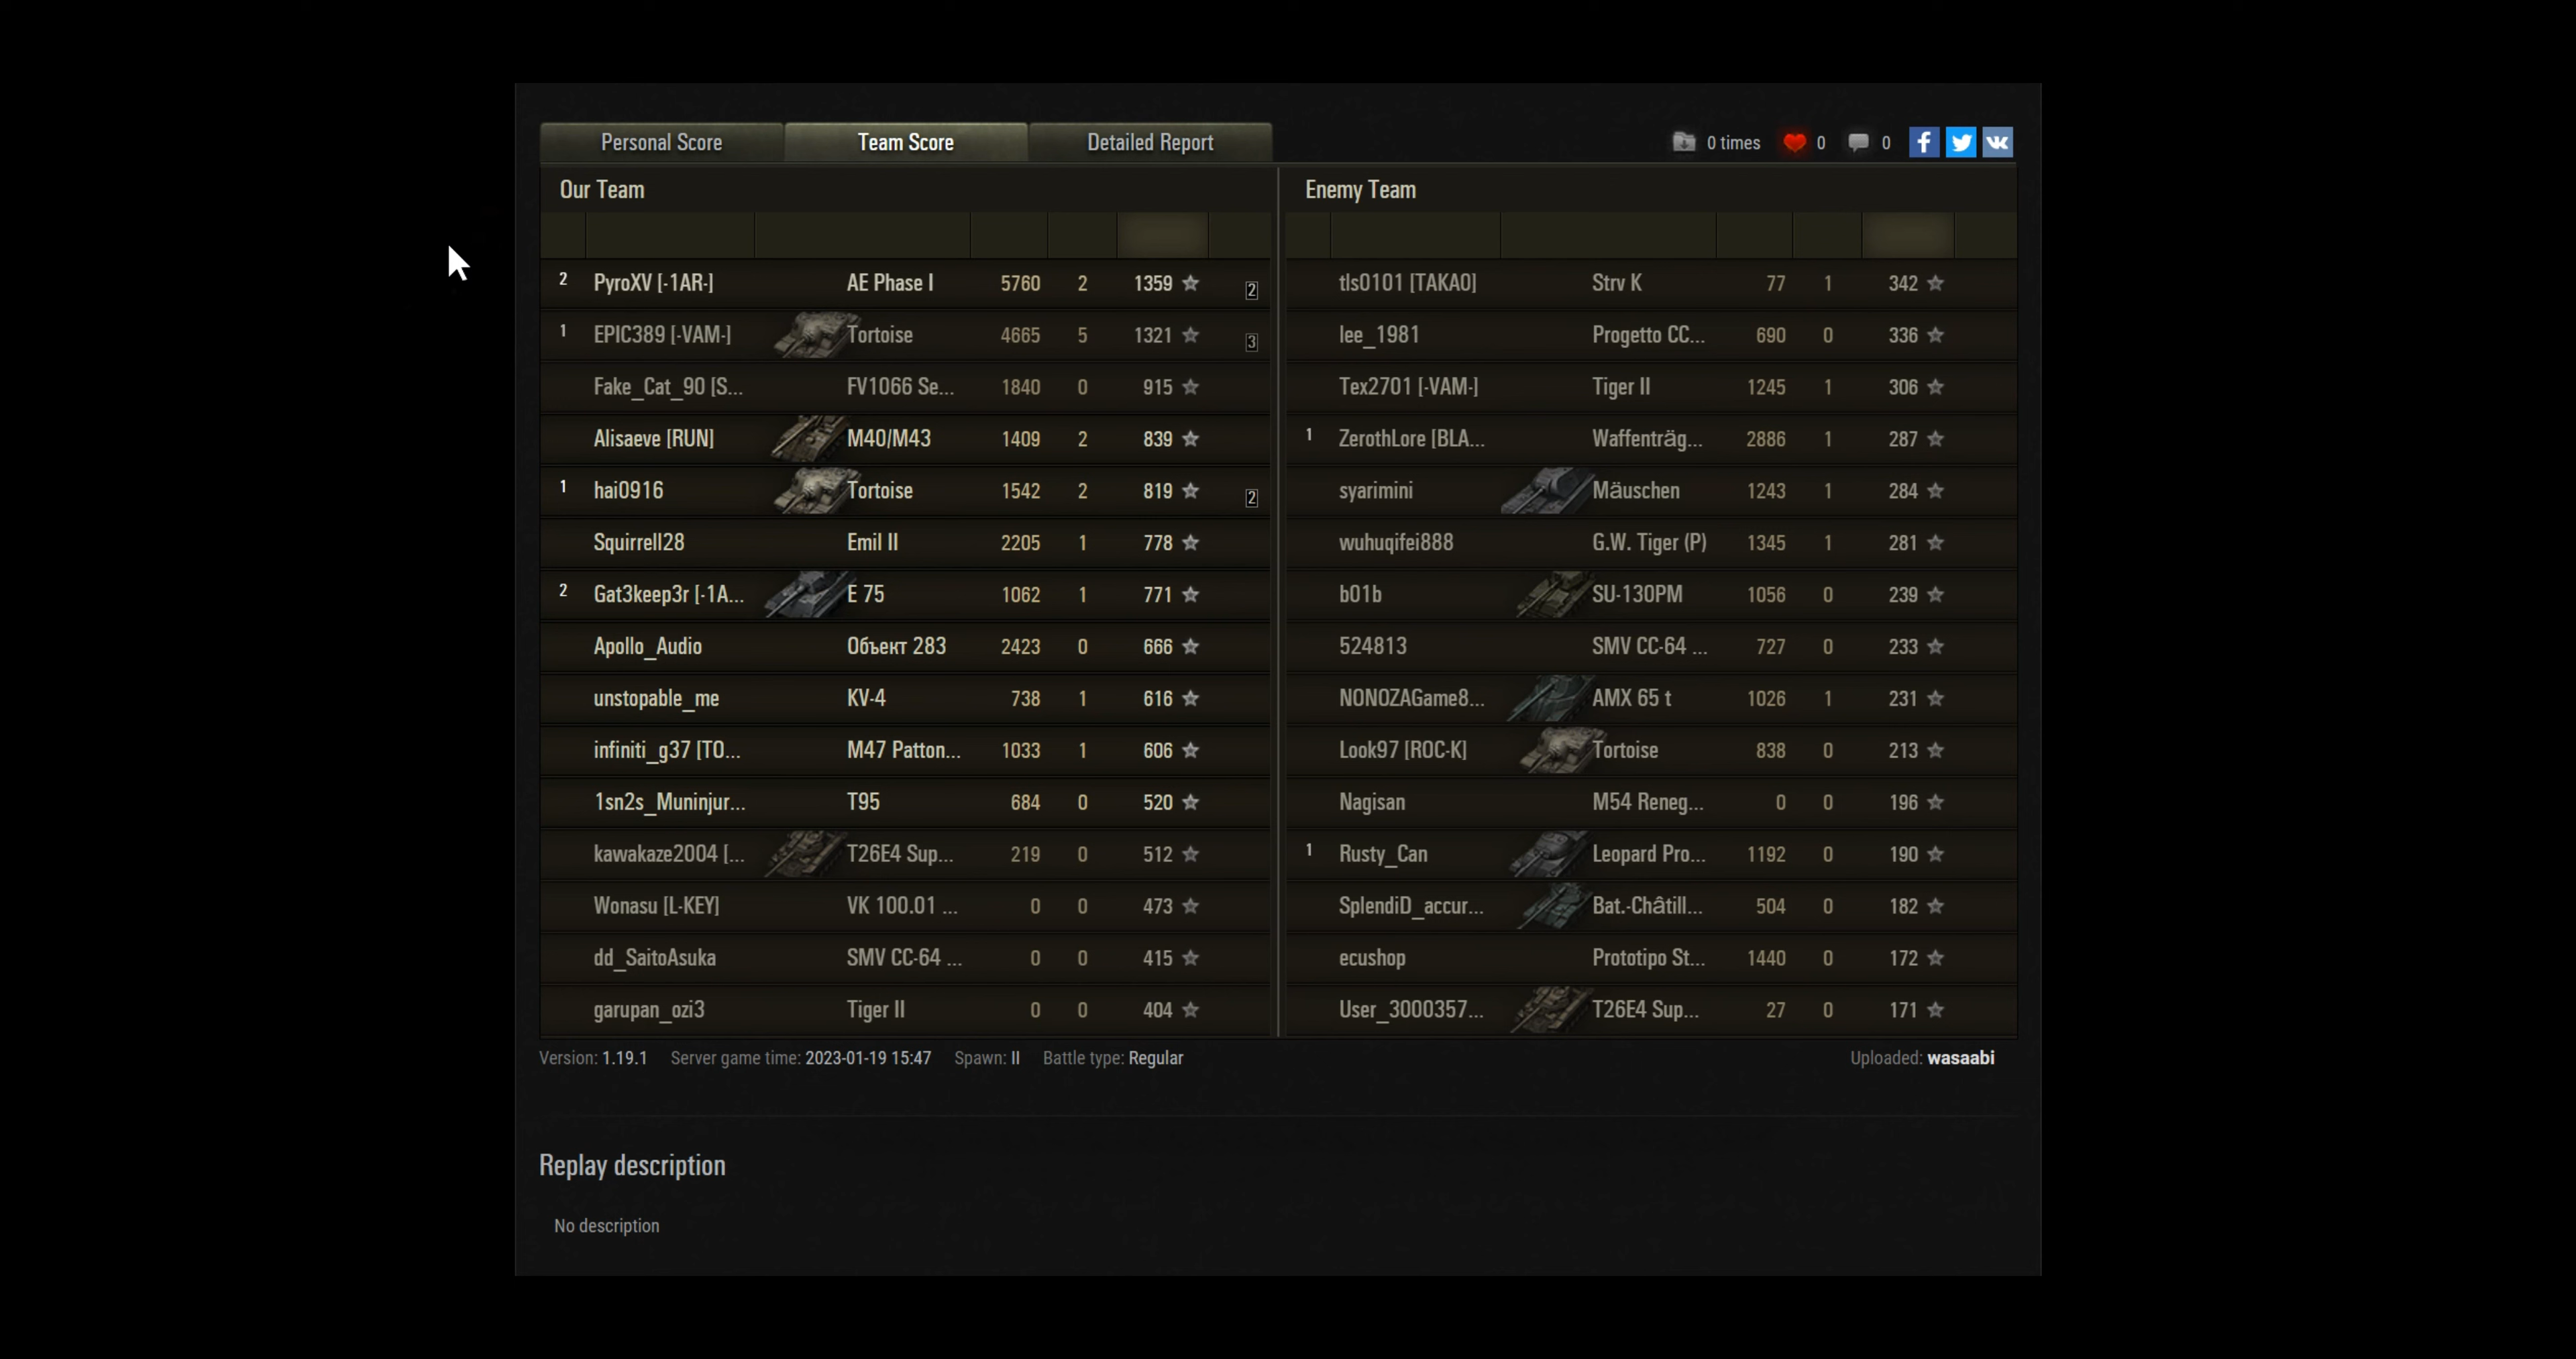 Personal Score Team Score Detailed Report 0 times 0 0
Our Team Enemy Team
2 PyroXV [-1AR-] AE Phase I 5760 2 1359 2 tls0101 [TAKAO] Strv K 77 1 342
1 EPIC389 [-VAM-] Tortoise 4665 5 1321 3 lee_1981 Progetto CC... 690 0 336
Fake_Cat_90 [S... FV1066 Se... 1840 0 915 Tex2701 [-VAM-] Tiger II 1245 1 306
Alisaeve [RUN] M40/M43 1409 2 839 1 ZerothLore [BLA... Waffenträg... 2886 1 287
1 hai0916 Tortoise 1542 2 819 2 syarimini Mäuschen 1243 1 284
Squirrell28 Emil II 2205 1 778 wuhuqifei888 G.W. Tiger (P) 1345 1 281
2 Gat3keep3r [-1A... E 75 1062 1 771 b01b SU-130PM 1056 0 239
Apollo_Audio Объект 283 2423 0 666 524813 SMV CC-64 ... 727 0 233
unstopable_me KV-4 738 1 616 NONOZAGame8... AMX 65 t 1026 1 231
infiniti_g37 [TO... M47 Patton... 1033 1 606 Look97 [ROC-K] Tortoise 838 0 213
1sn2s_Muninjur... T95 684 0 520 Nagisan M54 Reneg... 0 0 196
kawakaze2004 [... T26E4 Sup... 219 0 512 1 Rusty_Can Leopard Pro... 1192 0 190
Wonasu [L-KEY] VK 100.01 ... 0 0 473 SplendiD_accur... Bat.-Châtill... 504 0 182
dd_SaitoAsuka SMV CC-64 ... 0 0 415 ecushop Prototipo St... 1440 0 172
garupan_ozi3 Tiger II 0 0 404 User_3000357... T26E4 Sup... 27 0 171
Version: 1.19.1 Server game time: 2023-01-19 15:47 Spawn: II Battle type: Regular Uploaded: wasaabi
Replay description
No description